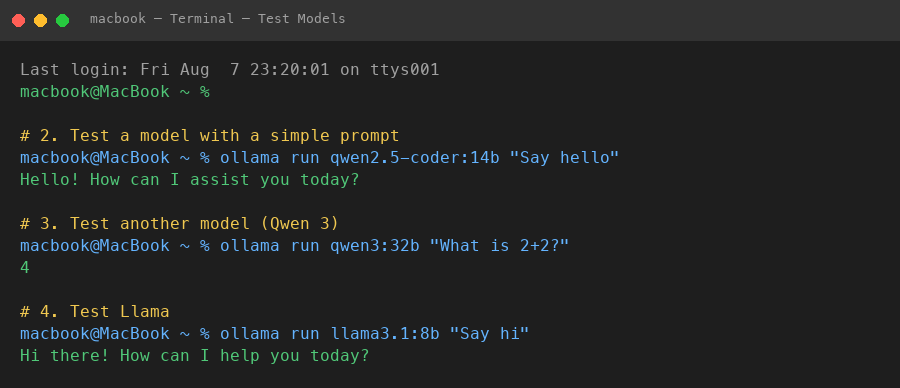 macbook — Terminal — Test Models
Last login: Fri Aug  7 23:20:01 on ttys001
macbook@MacBook ~ %
# 2. Test a model with a simple prompt
macbook@MacBook ~ % ollama run qwen2.5-coder:14b "Say hello"
Hello! How can I assist you today?
# 3. Test another model (Qwen 3)
macbook@MacBook ~ % ollama run qwen3:32b "What is 2+2?"
4
# 4. Test Llama
macbook@MacBook ~ % ollama run llama3.1:8b "Say hi"
Hi there! How can I help you today?